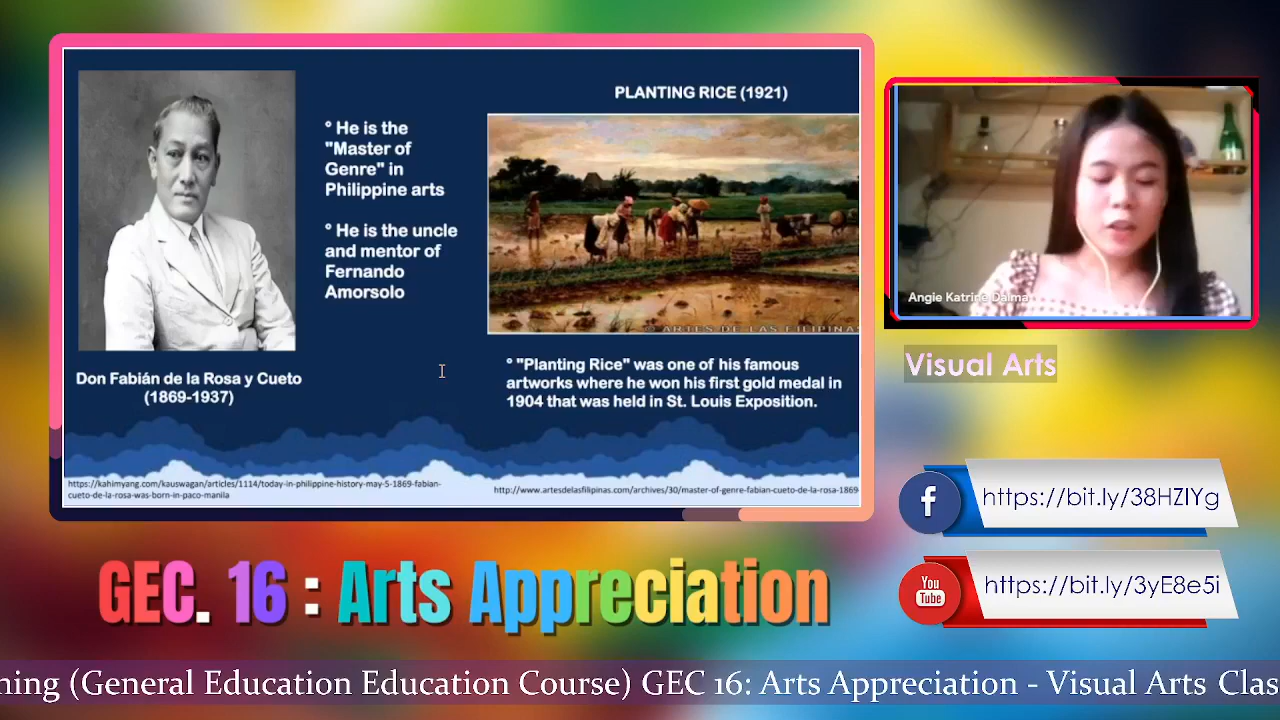 PLANTING RICE (1921)
° He is the
"Master of
Genre" in
Philippine arts
° He is the uncle
and mentor of
Fernando
Amorsolo
© ARTES DE LAS FILIPINAS
Don Fabián de la Rosa y Cueto
(1869-1937)
° "Planting Rice" was one of his famous
artworks where he won his first gold medal in
1904 that was held in St. Louis Exposition.
https://kahimyang.com/kauswagan/articles/1114/today-in-philippine-history-may-5-1869-fabian-
cueto-de-la-rosa-was-born-in-paco-manila
http://www.artesdelasfilipinas.com/archives/30/master-of-genre-fabian-cueto-de-la-rosa-1869
Angie Katrine Dalma
Visual Arts
f https://bit.ly/38HZIYg
You
Tube
https://bit.ly/3yE8e5i
GEC. 16 : Arts Appreciation
ning (General Education Education Course) GEC 16: Arts Appreciation - Visual Arts Clas